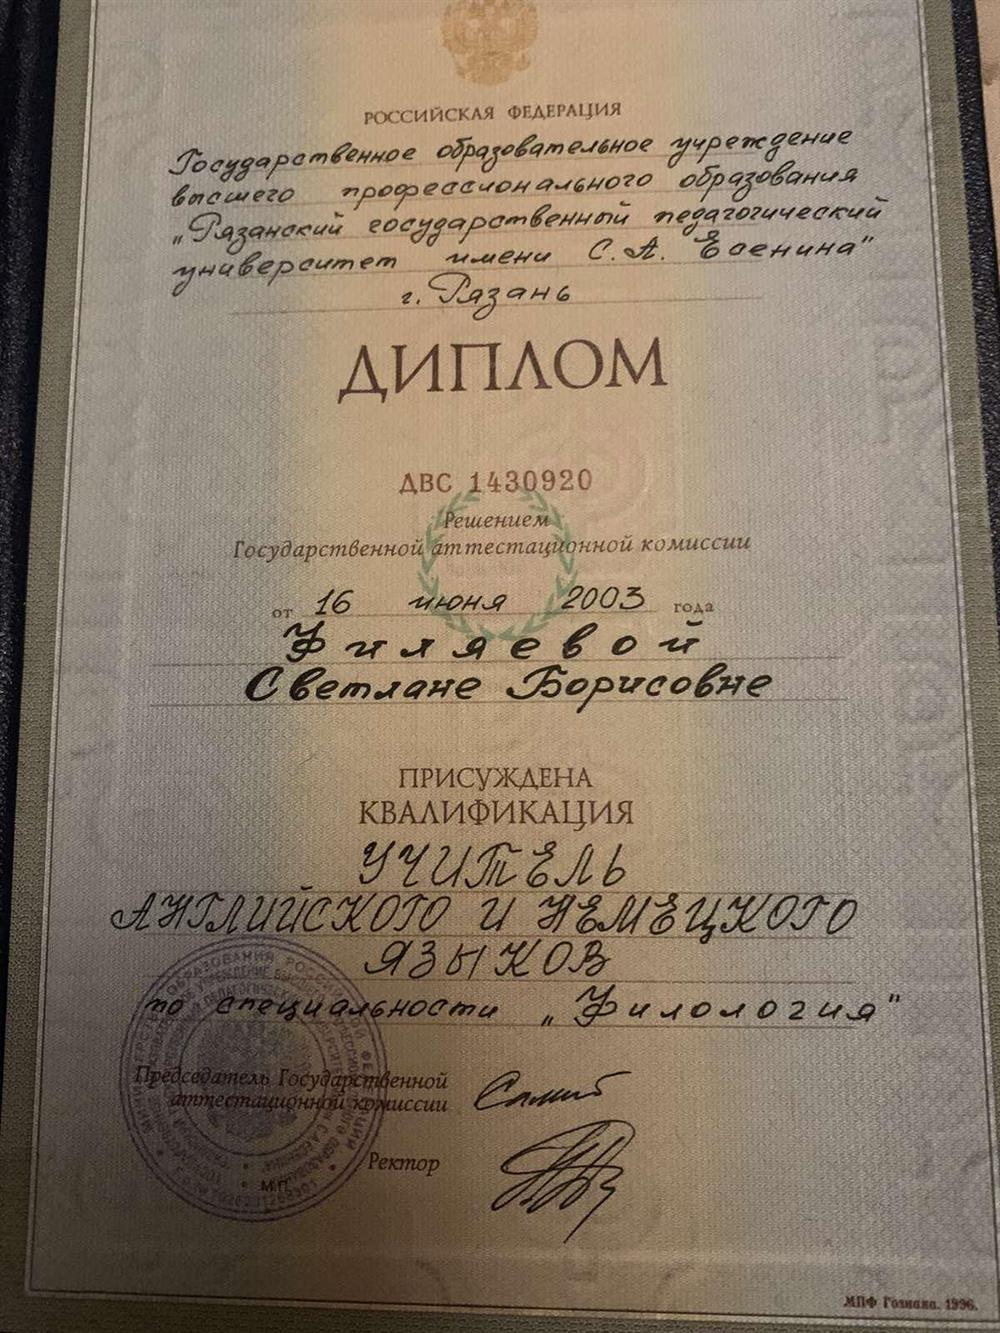 РОССИЙСКАЯ ФЕДЕРАЦИЯ
Государственное образовательное учреждение
высшего профессионального образования
„Рязанский государственный педагогический
университет имени С. А. Есенина"
г. Рязань
ДИПЛОМ
ДВС 1430920
Решением
Государственной аттестационной комиссии
от 16 июня 2003 года
Филяевой
Светлане Борисовне
ПРИСУЖДЕНА
КВАЛИФИКАЦИЯ
УЧИТЕЛЬ
АНГЛИЙСКОГО И НЕМЕЦКОГО
ЯЗЫКОВ
по специальности „Филология"
Председатель Государственной
аттестационной комиссии
Ректор
М.П.
МПФ Гознака. 1996.